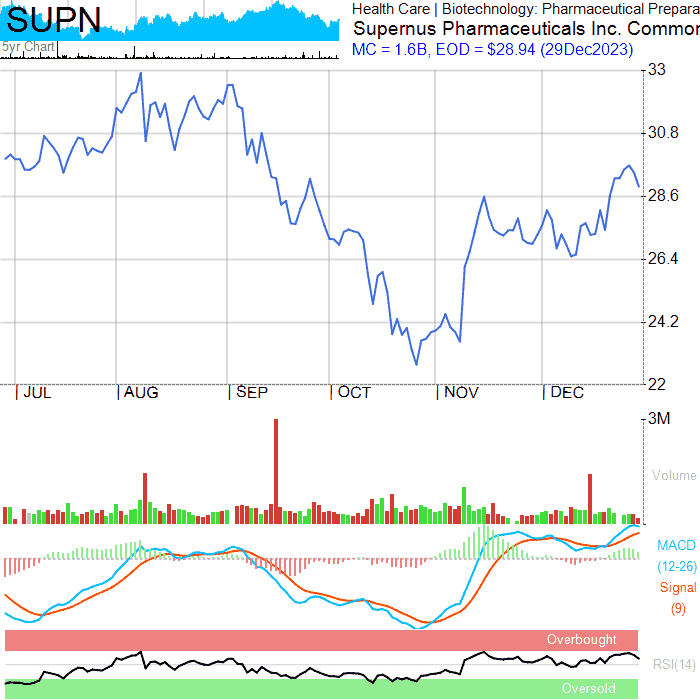 SUPN
5yr Chart
Health Care | Biotechnology: Pharmaceutical Prepara
Supernus Pharmaceuticals Inc. Common
MC = 1.6B, EOD = $28.94 (29Dec2023)
33
30.8
28.6
26.4
24.2
22
| JUL | AUG | SEP | OCT | NOV | DEC
3M
Volume
MACD
(12-26)
Signal
(9)
Overbought
RSI(14)
Oversold